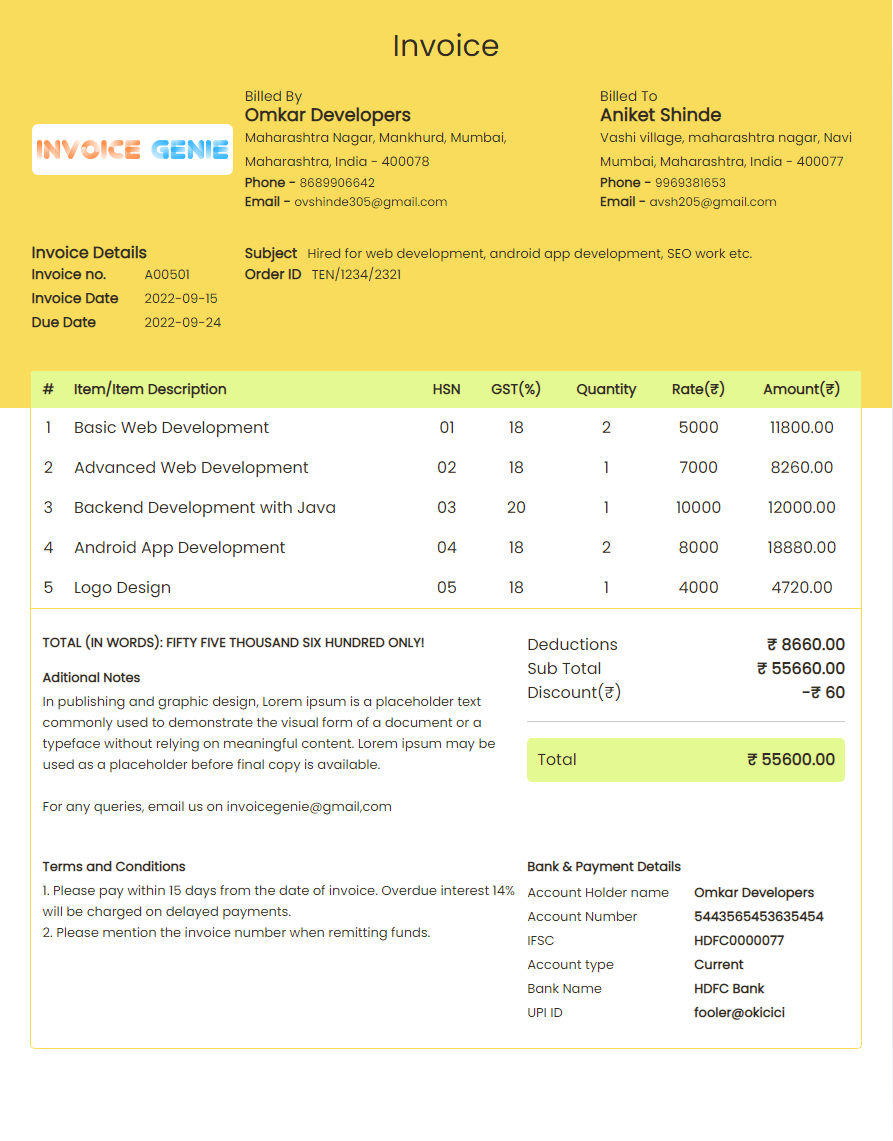 Invoice
INVOICE GENIE
Billed By
Omkar Developers
Maharashtra Nagar, Mankhurd, Mumbai,
Maharashtra, India - 400078
Phone - 8689906642
Email - ovshinde305@gmail.com
Billed To
Aniket Shinde
Vashi village, maharashtra nagar, Navi
Mumbai, Maharashtra, India - 400077
Phone - 9969381653
Email - avsh205@gmail.com
Invoice Details
Invoice no. A00501
Invoice Date 2022-09-15
Due Date 2022-09-24
Subject Hired for web development, android app development, SEO work etc.
Order ID TEN/1234/2321
# Item/Item Description HSN GST(%) Quantity Rate(₹) Amount(₹)
1 Basic Web Development 01 18 2 5000 11800.00
2 Advanced Web Development 02 18 1 7000 8260.00
3 Backend Development with Java 03 20 1 10000 12000.00
4 Android App Development 04 18 2 8000 18880.00
5 Logo Design 05 18 1 4000 4720.00
TOTAL (IN WORDS): FIFTY FIVE THOUSAND SIX HUNDRED ONLY!
Aditional Notes
In publishing and graphic design, Lorem ipsum is a placeholder text
commonly used to demonstrate the visual form of a document or a
typeface without relying on meaningful content. Lorem ipsum may be
used as a placeholder before final copy is available.
For any queries, email us on invoicegenie@gmail,com
Deductions ₹ 8660.00
Sub Total ₹ 55660.00
Discount(₹) -₹ 60
Total ₹ 55600.00
Terms and Conditions
1. Please pay within 15 days from the date of invoice. Overdue interest 14%
will be charged on delayed payments.
2. Please mention the invoice number when remitting funds.
Bank & Payment Details
Account Holder name Omkar Developers
Account Number 5443565453635454
IFSC HDFC0000077
Account type Current
Bank Name HDFC Bank
UPI ID fooler@okicici